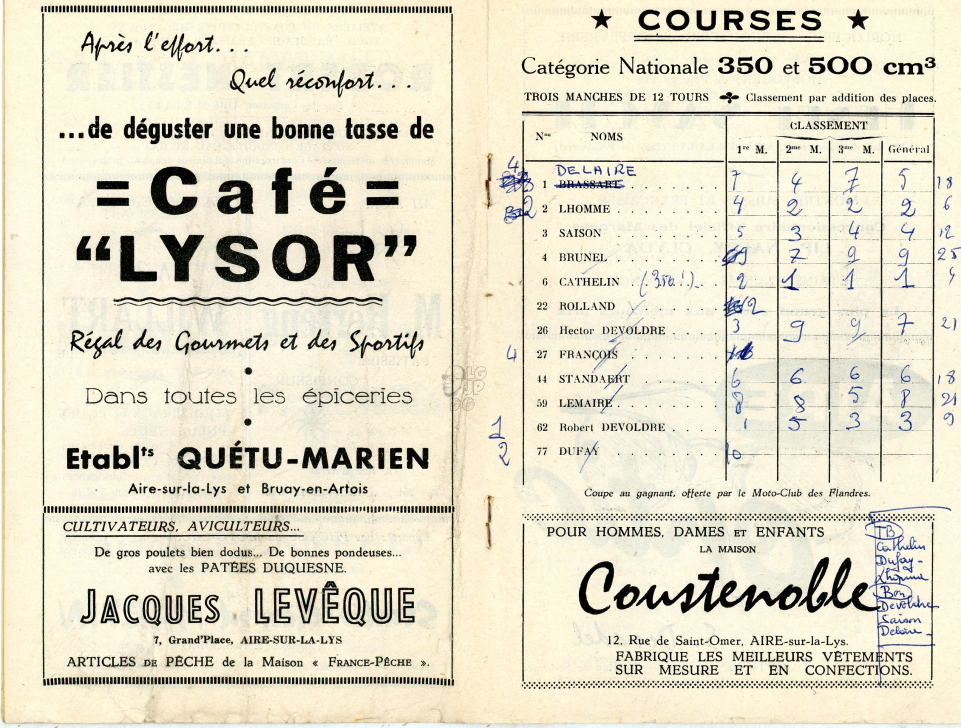 Après l'effort...
Quel réconfort...
...de déguster une bonne tasse de
= Café =
“LYSOR”
Régal des Gourmets et des Sportifs
•
Dans toutes les épiceries
•
Etablts QUÉTU-MARIEN
Aire-sur-la-Lys et Bruay-en-Artois
CULTIVATEURS, AVICULTEURS...
De gros poulets bien dodus... De bonnes pondeuses...
avec les PATÉES DUQUESNE.
JACQUES LEVÊQUE
7, Grand'Place, AIRE-SUR-LA-LYS
ARTICLES DE PÊCHE de la Maison « FRANCE-PÊCHE ».
★ COURSES ★
Catégorie Nationale 350 et 500 cm³
TROIS MANCHES DE 12 TOURS Classement par addition des places.
CLASSEMENT
Nos NOMS 1re M. 2me M. 3me M. Général
4 DELAIRE
1 BRASSART 7 4 7 5 18
2 2 LHOMME 4 2 2 2 6
3 SAISON 5 3 4 4 12
4 BRUNEL 9 7 9 9 25
6 CATHELIN (350!) 2 1 1 1
22 ROLLAND 12
26 Hector DEVOLDRE 3 9 9 7 21
4 27 FRANÇOIS
44 STANDAERT 6 6 6 6 18
59 LEMAIRE 8 8 5 8 21
1 62 Robert DEVOLDRE 1 5 3 3 9
2 77 DUFAY 10
Coupe au gagnant, offerte par le Moto-Club des Flandres.
POUR HOMMES, DAMES ET ENFANTS
LA MAISON
Coustenoble
12, Rue de Saint-Omer, AIRE-sur-la-Lys.
FABRIQUE LES MEILLEURS VÊTEMENTS
SUR MESURE ET EN CONFECTIONS.
TB
Cathelin
Dufay -
Lhomme
Bon
Devoldre
Saison
Delaire -